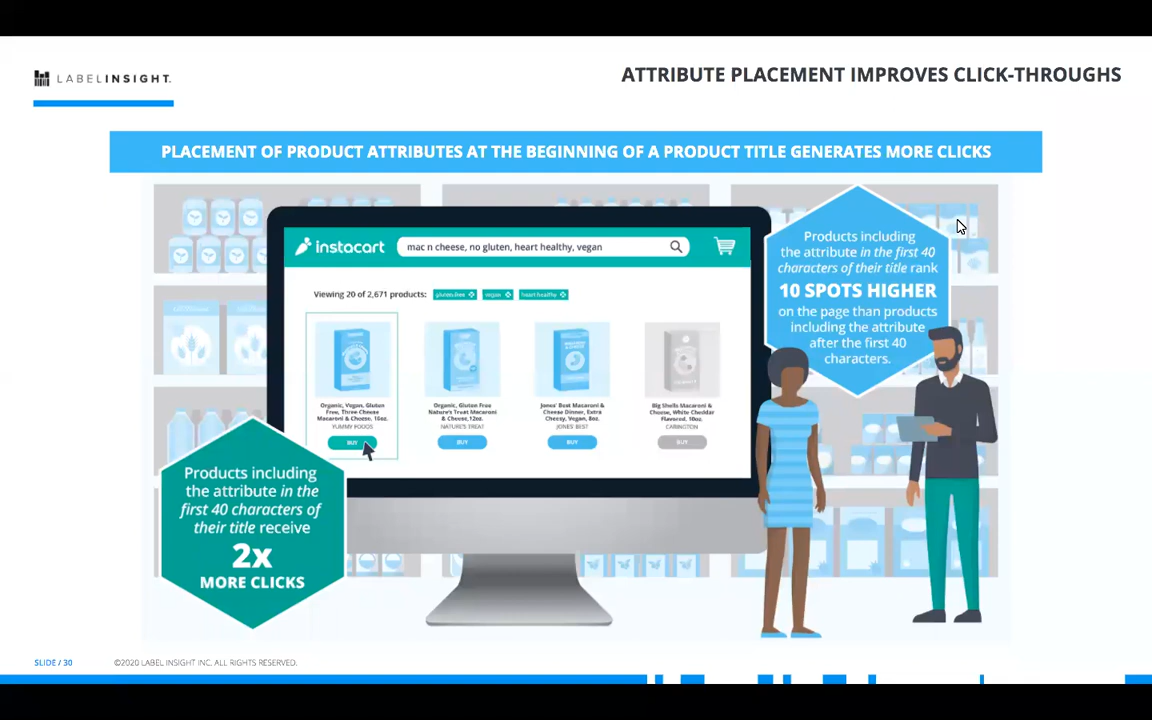 LABELINSIGHT.
ATTRIBUTE PLACEMENT IMPROVES CLICK-THROUGHS
PLACEMENT OF PRODUCT ATTRIBUTES AT THE BEGINNING OF A PRODUCT TITLE GENERATES MORE CLICKS
instacart
mac n cheese, no gluten, heart healthy, vegan
Viewing 20 of 2,671 products:
gluten free
vegan
heart healthy
Organic, Vegan, Gluten
Free, Three Cheese
Macaroni & Cheese, 16oz.
YUMMY FOODS
BUY
Organic, Gluten Free
Nature's Treat Macaroni
& Cheese, 12oz.
NATURE'S TREAT
BUY
Jones' Best Macaroni &
Cheese Dinner, Extra
Cheezy, Vegan, 8oz.
JONES' BEST
BUY
Big Shells Macaroni &
Cheese, White Cheddar
Flavored, 10oz.
BUY
Products including
the attribute in the first 40
characters of their title rank
10 SPOTS HIGHER
on the page than products
including the attribute
after the first 40
characters.
Products including
the attribute in the
first 40 characters of
their title receive
2x
MORE CLICKS
SLIDE / 30
©2020 LABEL INSIGHT INC. ALL RIGHTS RESERVED.